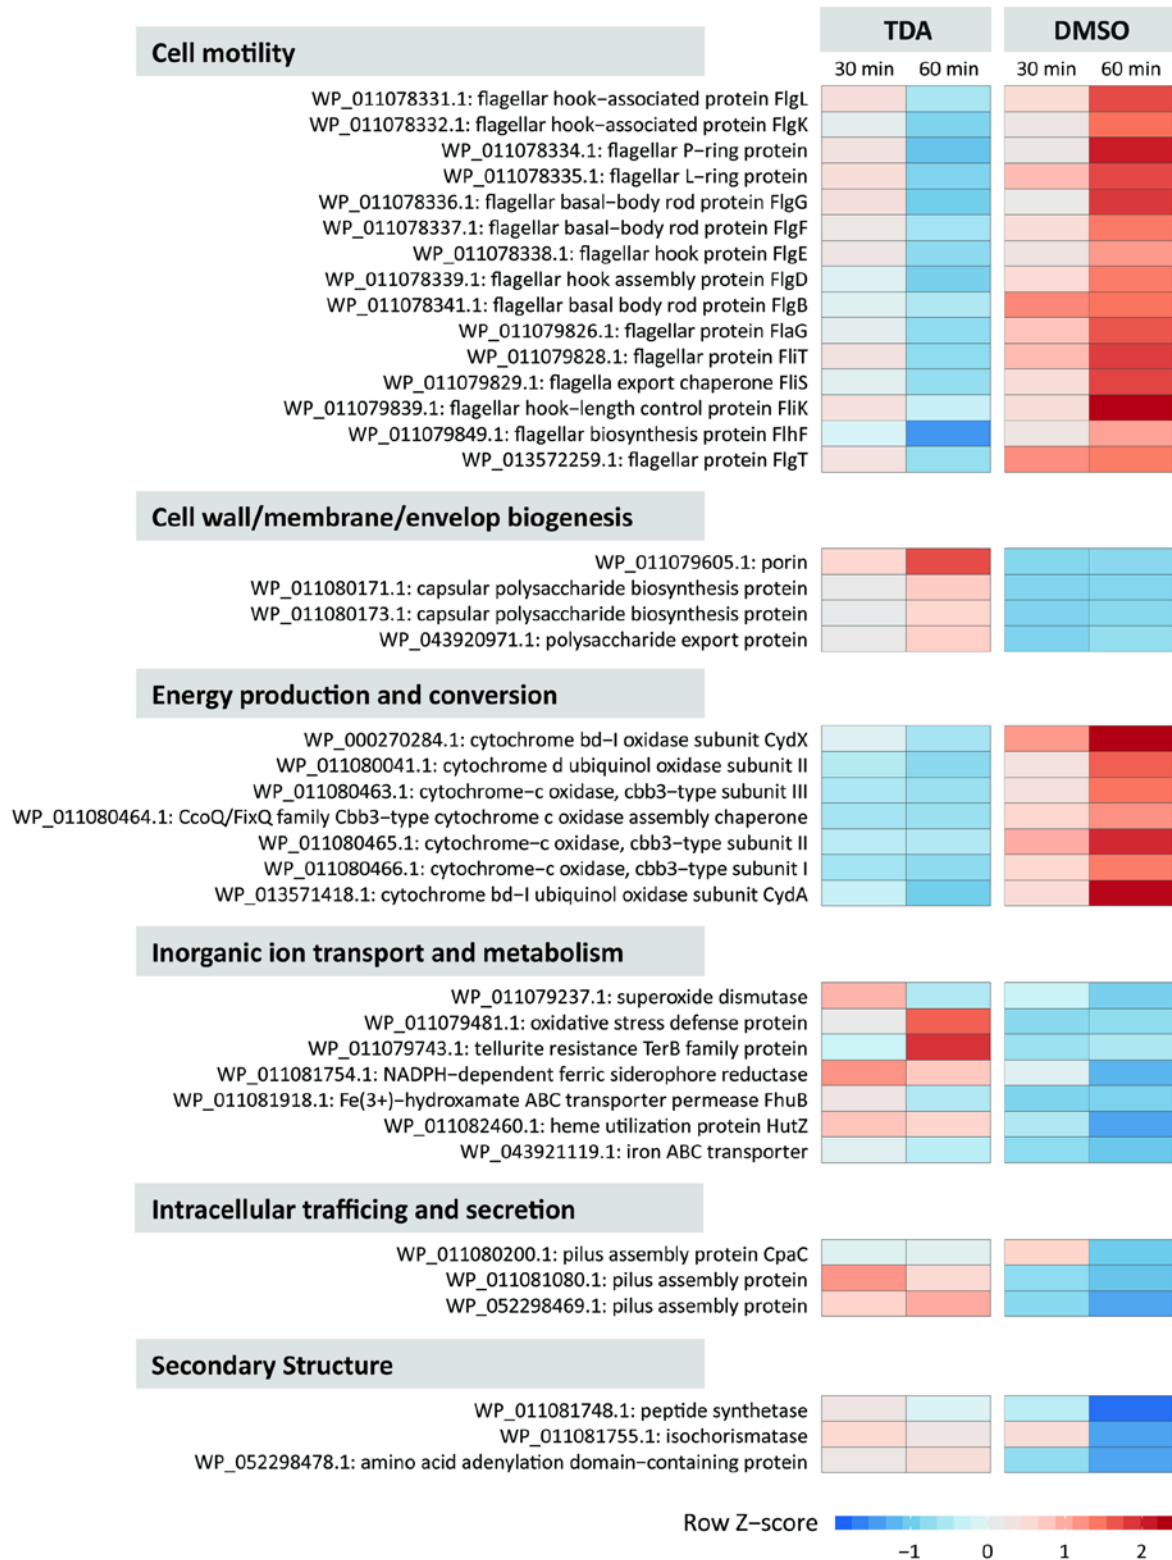 TDA DMSO
Cell motility
30 min 60 min 30 min 60 min
WP_011078331.1: flagellar hook−associated protein FlgL
WP_011078332.1: flagellar hook−associated protein FlgK
WP_011078334.1: flagellar P−ring protein
WP_011078335.1: flagellar L−ring protein
WP_011078336.1: flagellar basal−body rod protein FlgG
WP_011078337.1: flagellar basal−body rod protein FlgF
WP_011078338.1: flagellar hook protein FlgE
WP_011078339.1: flagellar hook assembly protein FlgD
WP_011078341.1: flagellar basal body rod protein FlgB
WP_011079826.1: flagellar protein FlaG
WP_011079828.1: flagellar protein FliT
WP_011079829.1: flagella export chaperone FliS
WP_011079839.1: flagellar hook−length control protein FliK
WP_011079849.1: flagellar biosynthesis protein FlhF
WP_013572259.1: flagellar protein FlgT
Cell wall/membrane/envelop biogenesis
WP_011079605.1: porin
WP_011080171.1: capsular polysaccharide biosynthesis protein
WP_011080173.1: capsular polysaccharide biosynthesis protein
WP_043920971.1: polysaccharide export protein
Energy production and conversion
WP_000270284.1: cytochrome bd−I oxidase subunit CydX
WP_011080041.1: cytochrome d ubiquinol oxidase subunit II
WP_011080463.1: cytochrome−c oxidase, cbb3−type subunit III
WP_011080464.1: CcoQ/FixQ family Cbb3−type cytochrome c oxidase assembly chaperone
WP_011080465.1: cytochrome−c oxidase, cbb3−type subunit II
WP_011080466.1: cytochrome−c oxidase, cbb3−type subunit I
WP_013571418.1: cytochrome bd−I ubiquinol oxidase subunit CydA
Inorganic ion transport and metabolism
WP_011079237.1: superoxide dismutase
WP_011079481.1: oxidative stress defense protein
WP_011079743.1: tellurite resistance TerB family protein
WP_011081754.1: NADPH−dependent ferric siderophore reductase
WP_011081918.1: Fe(3+)−hydroxamate ABC transporter permease FhuB
WP_011082460.1: heme utilization protein HutZ
WP_043921119.1: iron ABC transporter
Intracellular trafficing and secretion
WP_011080200.1: pilus assembly protein CpaC
WP_011081080.1: pilus assembly protein
WP_052298469.1: pilus assembly protein
Secondary Structure
WP_011081748.1: peptide synthetase
WP_011081755.1: isochorismatase
WP_052298478.1: amino acid adenylation domain−containing protein
Row Z−score
−1 0 1 2